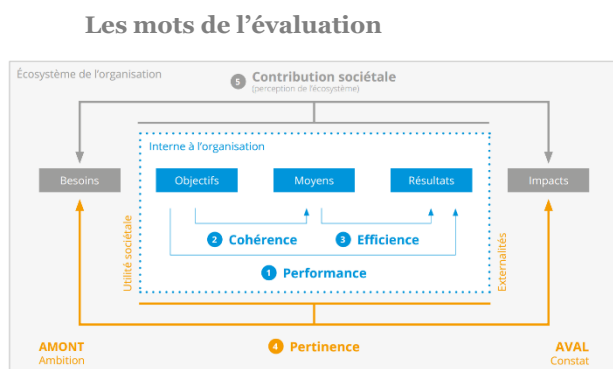 Les mots de l’évaluation
Écosystème de l'organisation
5 Contribution sociétale
(perception de l'écosystème)
Interne à l'organisation
Besoins
Objectifs
Moyens
Résultats
Impacts
2 Cohérence
3 Efficience
1 Performance
Utilité sociétale
Externalités
AMONT
Ambition
4 Pertinence
AVAL
Constat